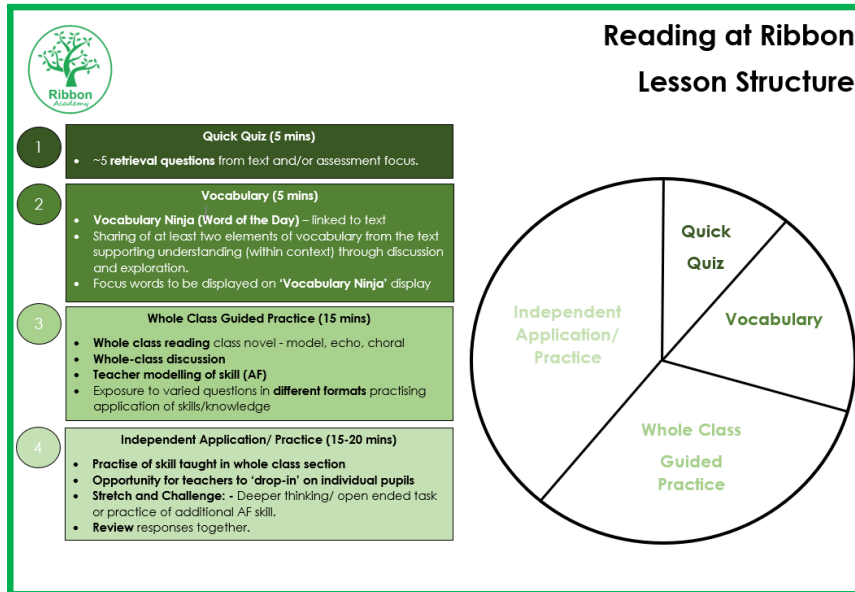 Reading at Ribbon
Lesson Structure
Ribbon
Academy
1
Quick Quiz (5 mins)
• ~5 retrieval questions from text and/or assessment focus.
2
Vocabulary (5 mins)
• Vocabulary Ninja (Word of the Day) – linked to text
• Sharing of at least two elements of vocabulary from the text
supporting understanding (within context) through discussion
and exploration.
• Focus words to be displayed on ‘Vocabulary Ninja’ display
3
Whole Class Guided Practice (15 mins)
• Whole class reading class novel - model, echo, choral
• Whole-class discussion
• Teacher modelling of skill (AF)
• Exposure to varied questions in different formats practising
application of skills/knowledge
4
Independent Application/ Practice (15-20 mins)
• Practise of skill taught in whole class section
• Opportunity for teachers to ‘drop-in’ on individual pupils
• Stretch and Challenge: - Deeper thinking/ open ended task
or practice of additional AF skill.
• Review responses together.
Quick
Quiz
Vocabulary
Whole Class
Guided
Practice
Independent
Application/
Practice